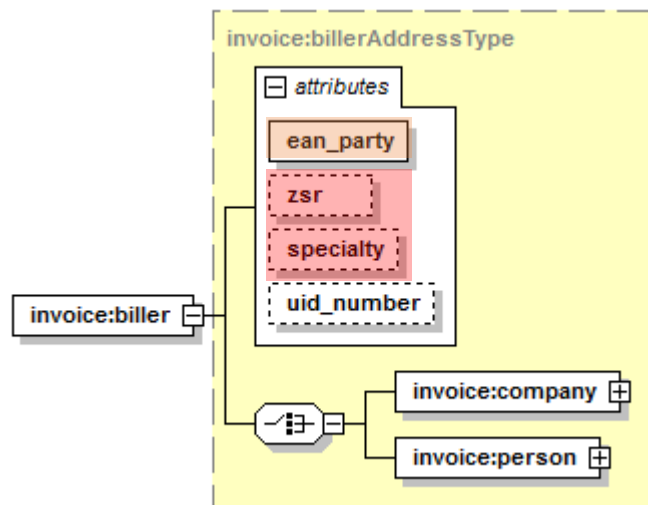 invoice:billerAddressType
attributes
ean_party
zsr
specialty
uid_number
invoice:biller
invoice:company
invoice:person